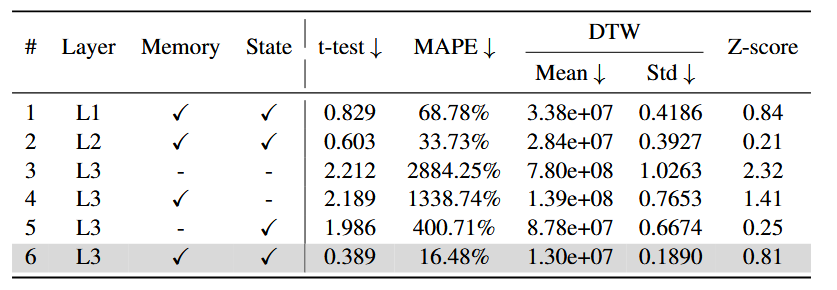 # Layer Memory State t-test ↓ MAPE ↓ DTW Z-score
Mean ↓ Std ↓
1 L1 ✓ ✓ 0.829 68.78% 3.38e+07 0.4186 0.84
2 L2 ✓ ✓ 0.603 33.73% 2.84e+07 0.3927 0.21
3 L3 - - 2.212 2884.25% 7.80e+08 1.0263 2.32
4 L3 ✓ - 2.189 1338.74% 1.39e+08 0.7653 1.41
5 L3 - ✓ 1.986 400.71% 8.78e+07 0.6674 0.25
6 L3 ✓ ✓ 0.389 16.48% 1.30e+07 0.1890 0.81